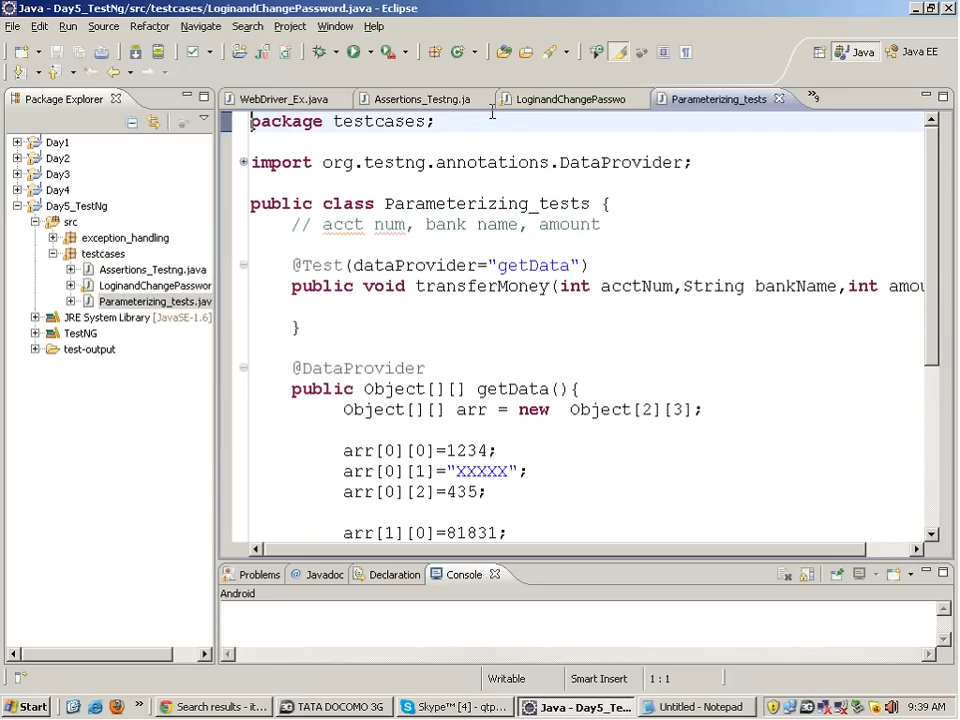 Java - Day5_TestNg/src/testcases/LoginandChangePassword.java - Eclipse
File Edit Run Source Refactor Navigate Search Project Window Help
Java Java EE
Package Explorer
WebDriver_Ex.java Assertions_Testng.ja LoginandChangePasswo Parameterizing_tests »9
Day1
Day2
Day3
Day4
Day5_TestNg
src
exception_handling
testcases
Assertions_Testng.java
LoginandChangePasswor
Parameterizing_tests.jav
JRE System Library [JavaSE-1.6]
TestNG
test-output
package testcases;
import org.testng.annotations.DataProvider;
public class Parameterizing_tests {
// acct num, bank name, amount
@Test(dataProvider="getData")
public void transferMoney(int acctNum,String bankName,int amou
}
@DataProvider
public Object[][] getData(){
Object[][] arr = new Object[2][3];
arr[0][0]=1234;
arr[0][1]="XXXXX";
arr[0][2]=435;
arr[1][0]=81831;
Problems Javadoc Declaration Console
Android
Writable Smart Insert 1 : 1
Start » Search results - it... TATA DOCOMO 3G Skype™ [4] - qtp... Java - Day5_Te... Untitled - Notepad 9:39 AM